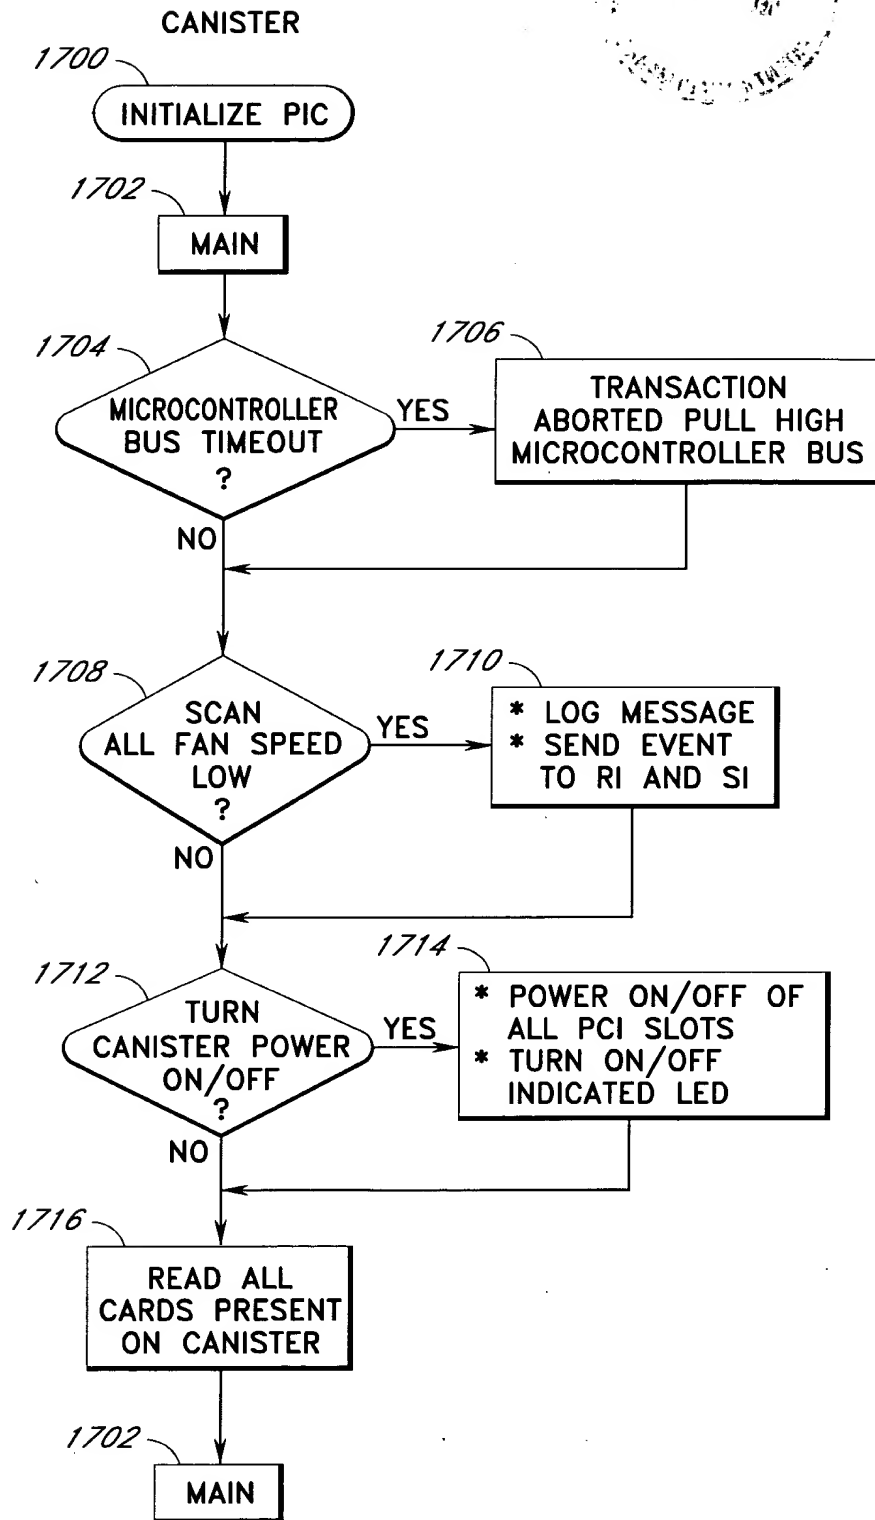 CANISTER
1700
INITIALIZE PIC
1702
MAIN
1704
MICROCONTROLLER
BUS TIMEOUT
?
YES
NO
1706
TRANSACTION
ABORTED PULL HIGH
MICROCONTROLLER BUS
1708
SCAN
ALL FAN SPEED
LOW
?
YES
NO
1710
* LOG MESSAGE
* SEND EVENT
TO RI AND SI
1712
TURN
CANISTER POWER
ON/OFF
?
YES
NO
1714
* POWER ON/OFF OF
ALL PCI SLOTS
* TURN ON/OFF
INDICATED LED
1716
READ ALL
CARDS PRESENT
ON CANISTER
1702
MAIN